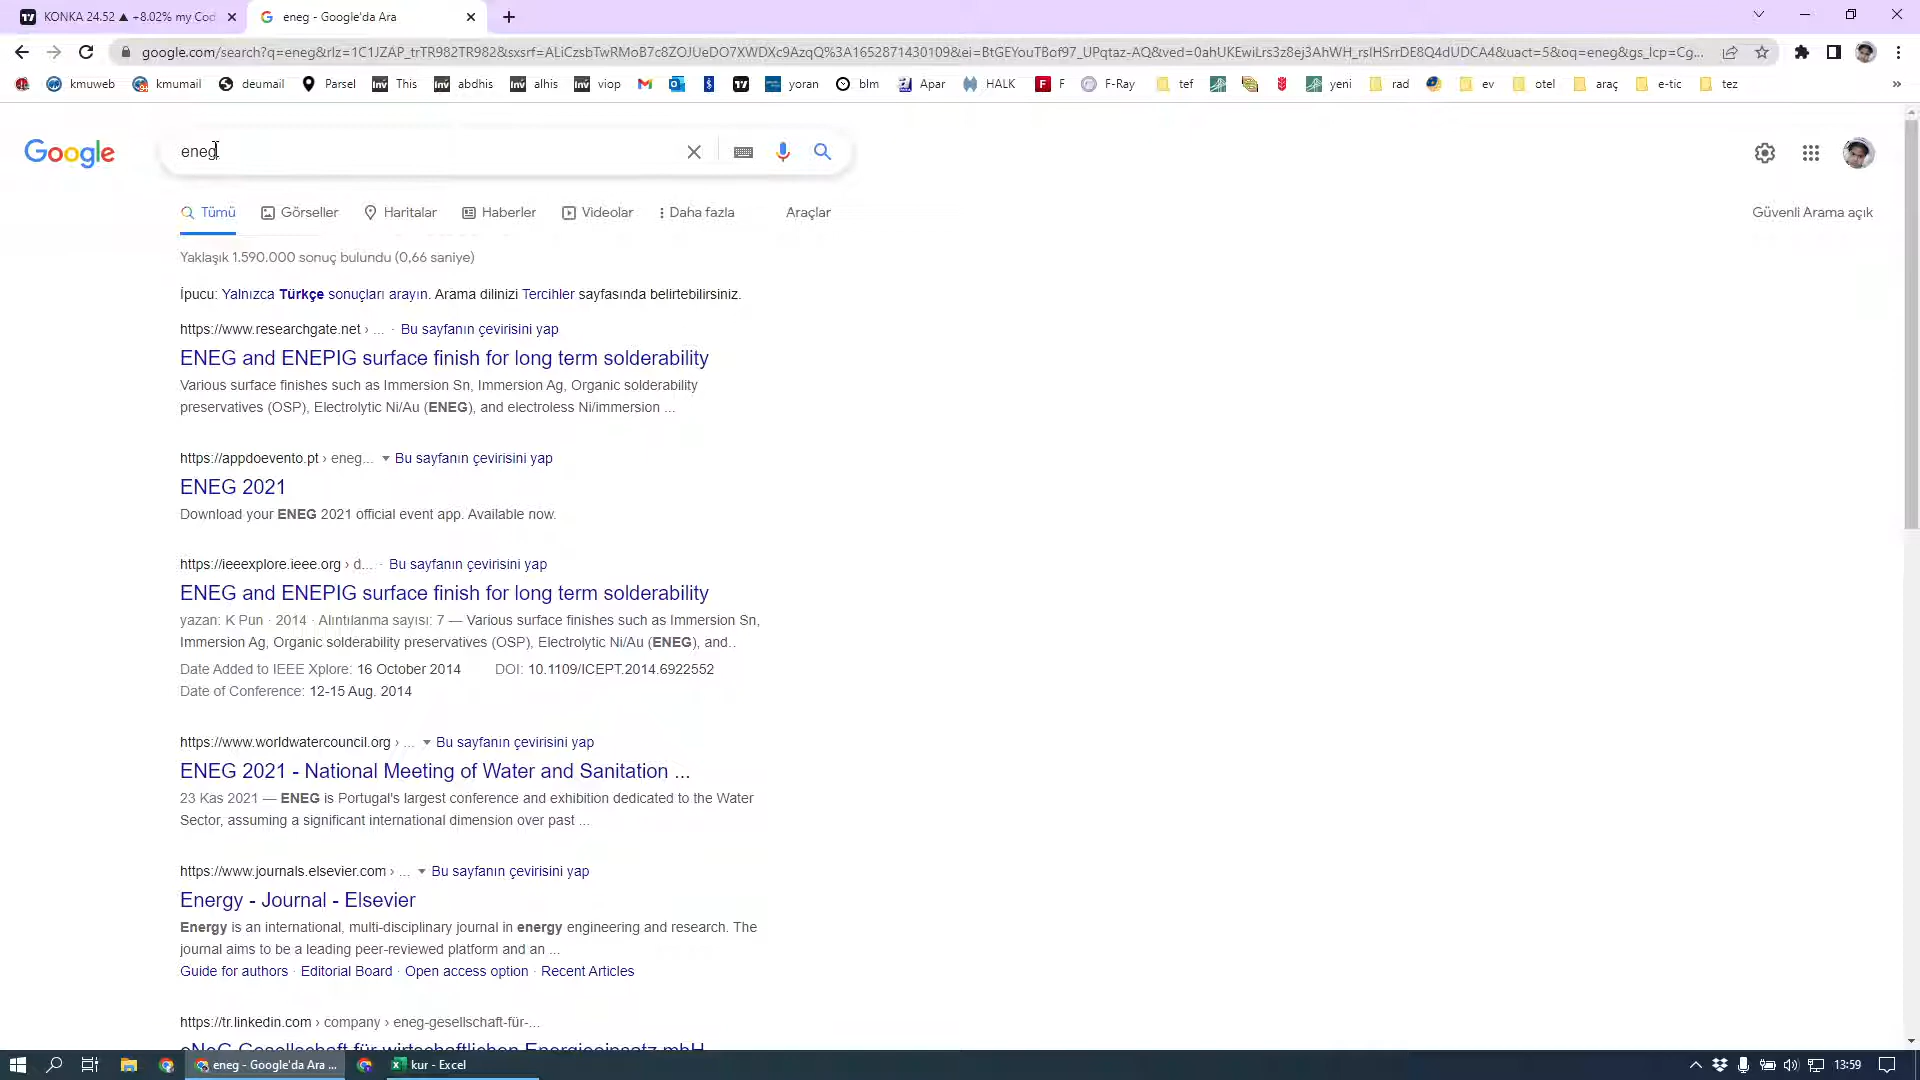 KONKA 24.52 ▲ +8.02% my Cod
eneg - Google'da Ara
google.com/search?q=eneg&rlz=1C1JZAP_trTR982TR982&sxsrf=ALiCzsbTwRMoB7c8ZOJUeDO7XWDXc9AzqQ%3A1652871430109&ei=BtGEYouTBof97_UPqtaz-AQ&ved=0ahUKEwiLrs3z8ej3AhWH_rsIHSrrDE8Q4dUDCA4&uact=5&oq=eneg&gs_lcp=Cg...
kmuweb kmumail deumail Parsel This abdhis alhis viop yoran blm Apar HALK F F-Ray tef yeni rad ev otel araç e-tic tez
Google
eneg
Tümü Görseller Haritalar Haberler Videolar Daha fazla Araçlar Güvenli Arama açık
Yaklaşık 1.590.000 sonuç bulundu (0,66 saniye)
İpucu: Yalnızca Türkçe sonuçları arayın. Arama dilinizi Tercihler sayfasında belirtebilirsiniz.
https://www.researchgate.net › ... · Bu sayfanın çevirisini yap
ENEG and ENEPIG surface finish for long term solderability
Various surface finishes such as Immersion Sn, Immersion Ag, Organic solderability
preservatives (OSP), Electrolytic Ni/Au (ENEG), and electroless Ni/immersion ...
https://appdoevento.pt › eneg... Bu sayfanın çevirisini yap
ENEG 2021
Download your ENEG 2021 official event app. Available now.
https://ieeexplore.ieee.org › d... · Bu sayfanın çevirisini yap
ENEG and ENEPIG surface finish for long term solderability
yazan: K Pun · 2014 · Alıntılanma sayısı: 7 — Various surface finishes such as Immersion Sn,
Immersion Ag, Organic solderability preservatives (OSP), Electrolytic Ni/Au (ENEG), and..
Date Added to IEEE Xplore: 16 October 2014 DOI: 10.1109/ICEPT.2014.6922552
Date of Conference: 12-15 Aug. 2014
https://www.worldwatercouncil.org › ... Bu sayfanın çevirisini yap
ENEG 2021 - National Meeting of Water and Sanitation ...
23 Kas 2021 — ENEG is Portugal's largest conference and exhibition dedicated to the Water
Sector, assuming a significant international dimension over past ...
https://www.journals.elsevier.com › ... Bu sayfanın çevirisini yap
Energy - Journal - Elsevier
Energy is an international, multi-disciplinary journal in energy engineering and research. The
journal aims to be a leading peer-reviewed platform and an ...
Guide for authors · Editorial Board · Open access option · Recent Articles
https://tr.linkedin.com › company › eneg-gesellschaft-für-...
eNeG Gesellschaft für wirtschaftlichen Energieeinsatz mbH
eneg - Google'da Ara ... kur - Excel 13:59